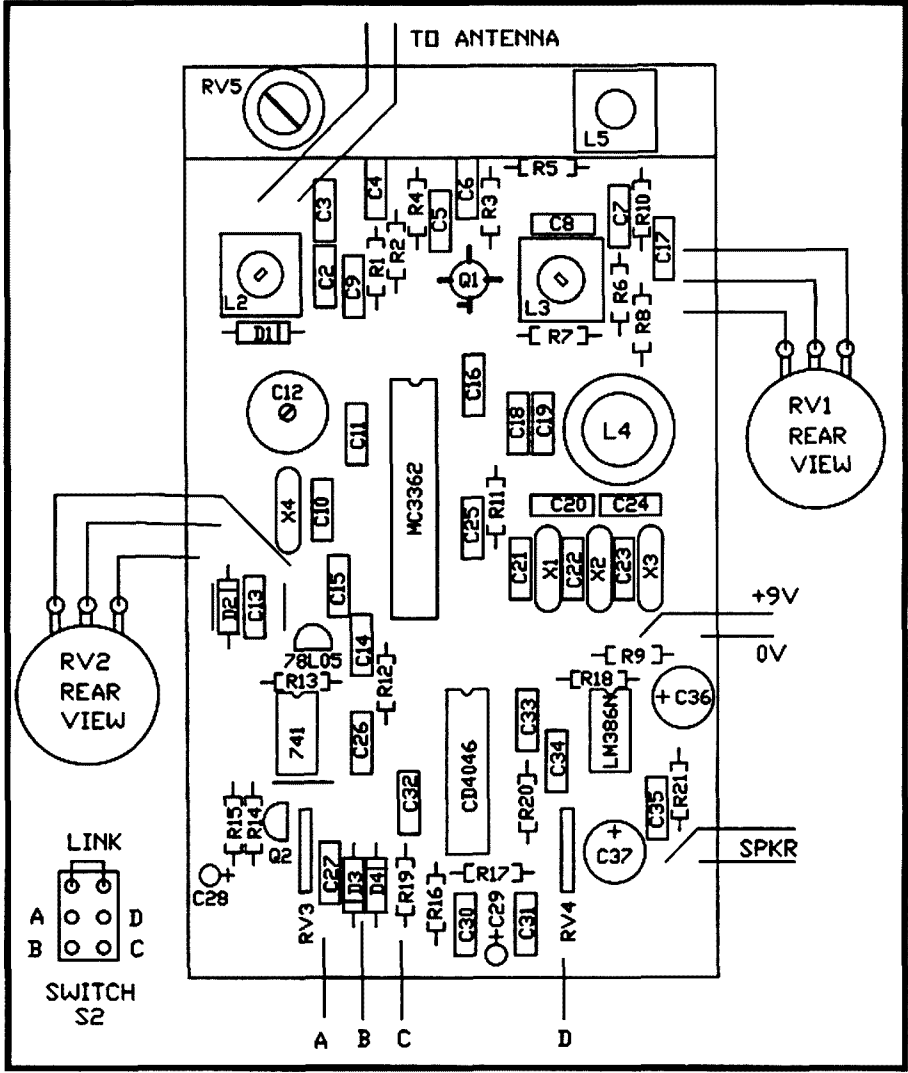 TO ANTENNA
RV5
L5
R5
C4
C6
C3
R4
C5
R3
C7
R10
C8
C17
R1
R2
C2
C9
Q1
L2
L3
R6
R8
D1
R7
C16
C12
C11
C18
C19
L4
RV1
REAR
VIEW
MC3362
X4
C10
C25
R11
C20
C24
C21
X1
C22
X2
C23
X3
D2
C13
C15
+9V
0V
78L05
C14
R12
R9
RV2
REAR
VIEW
R13
R18
741
C26
CD4046
C33
C34
LM386N
+C36
C32
R20
C35
R21
R15
R14
Q2
+
C37
SPKR
LINK
C28
+
RV3
C27
D3
D4
R19
R16
R17
C30
+C29
C31
RV4
A D
B C
SWITCH
S2
A B C D